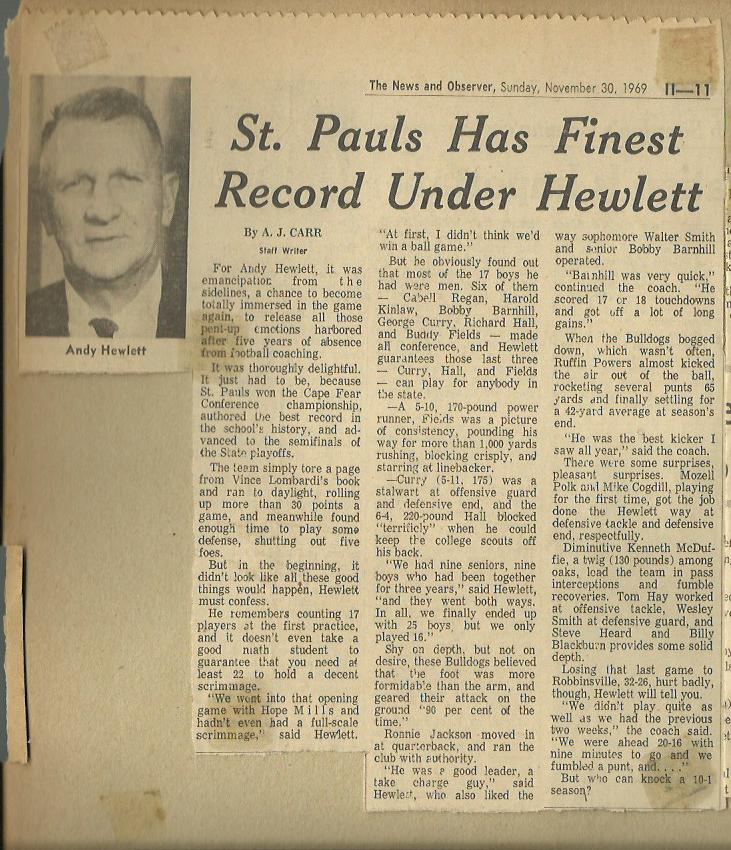 The News and Observer, Sunday, November 30, 1969 II—11
St. Pauls Has Finest
Record Under Hewlett
Andy Hewlett
By A. J. CARR
Staff Writer
For Andy Hewlett, it was
emancipation from the
sidelines, a chance to become
totally immersed in the game
again, to release all those
pent-up emotions harbored
after five years of absence
from football coaching.
It was thoroughly delightful.
It just had to be, because
St. Pauls won the Cape Fear
Conference championship,
authored the best record in
the school's history, and ad-
vanced to the semifinals of
the State playoffs.
The team simply tore a page
from Vince Lombardi's book
and ran to daylight, rolling
up more than 30 points a
game, and meanwhile found
enough time to play some
defense, shutting out five
foes.
But in the beginning, it
didn't look like all these good
things would happen, Hewlett
must confess.
He remembers counting 17
players at the first practice,
and it doesn't even take a
good math student to
guarantee that you need at
least 22 to hold a decent
scrimmage.
"We went into that opening
game with Hope Mills and
hadn't even had a full-scale
scrimmage," said Hewlett.
"At first, I didn't think we'd
win a ball game."
But he obviously found out
that most of the 17 boys he
had were men. Six of them
— Cabell Regan, Harold
Kinlaw, Bobby Barnhill,
George Curry, Richard Hall,
and Buddy Fields — made
all conference, and Hewlett
guarantees those last three
— Curry, Hall, and Fields
— can play for anybody in
the state.
—A 5-10, 170-pound power
runner, Fields was a picture
of consistency, pounding his
way for more than 1,000 yards
rushing, blocking crisply, and
starring at linebacker.
—Curry (5-11, 175) was a
stalwart at offensive guard
and defensive end, and the
6-4, 220-pound Hall blocked
"terrificly" when he could
keep the college scouts off
his back.
"We had nine seniors, nine
boys who had been together
for three years," said Hewlett,
"and they went both ways.
In all, we finally ended up
with 25 boys but we only
played 16."
Shy on depth, but not on
desire, these Bulldogs believed
that the foot was more
formidable than the arm, and
geared their attack on the
ground "90 per cent of the
time."
Ronnie Jackson moved in
at quarterback, and ran the
club with authority.
"He was a good leader, a
take charge guy," said
Hewlett, who also liked the
way sophomore Walter Smith
and senior Bobby Barnhill
operated.
"Barnhill was very quick,"
continued the coach. "He
scored 17 or 18 touchdowns
and got off a lot of long
gains."
When the Bulldogs bogged
down, which wasn't often,
Ruffin Powers almost kicked
the air out of the ball,
rocketing several punts 65
yards and finally settling for
a 42-yard average at season's
end.
"He was the best kicker I
saw all year," said the coach.
There were some surprises,
pleasant surprises. Mozell
Polk and Mike Cogdill, playing
for the first time, got the job
done the Hewlett way at
defensive tackle and defensive
end, respectfully.
Diminutive Kenneth McDuf-
fie, a twig (130 pounds) among
oaks, lead the team in pass
interceptions and fumble
recoveries. Tom Hay worked
at offensive tackle, Wesley
Smith at defensive guard, and
Steve Heard and Billy
Blackburn provides some solid
depth.
Losing that last game to
Robbinsville, 32-26, hurt badly,
though, Hewlett will tell you.
"We didn't play quite as
well as we had the previous
two weeks," the coach said.
"We were ahead 20-16 with
nine minutes to go and we
fumbled a punt, and. . . ."
But who can knock a 10-1
season?